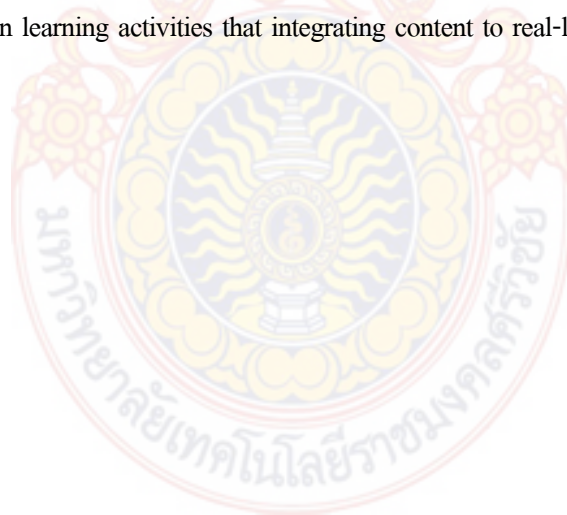 n learning activities that integrating content to real-l
มหาวิทยาลัยเทคโนโลยีราชมงคลศรีวิชัย